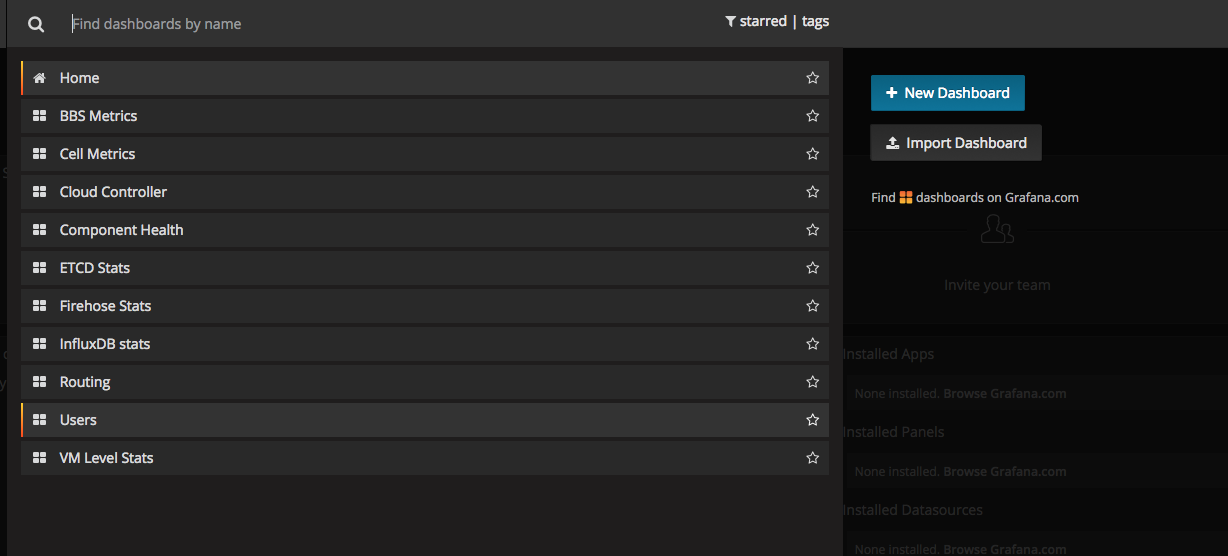 Find dashboards by name
starred | tags
Home
BBS Metrics
Cell Metrics
Cloud Controller
Component Health
ETCD Stats
Firehose Stats
InfluxDB stats
Routing
Users
VM Level Stats
New Dashboard
Import Dashboard
Find dashboards on Grafana.com
Invite your team
Installed Apps
None installed. Browse Grafana.com
Installed Panels
None installed. Browse Grafana.com
Installed Datasources
None installed. Browse Grafana.com